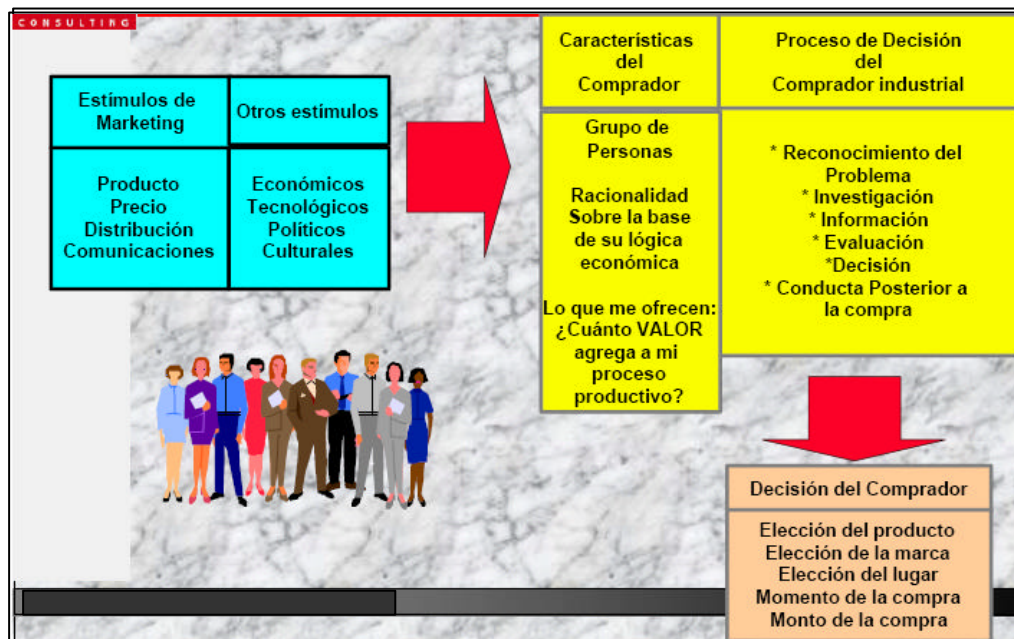 CONSULTING
Estímulos de
Marketing
Otros estímulos
Producto
Precio
Distribución
Comunicaciones
Económicos
Tecnológicos
Políticos
Culturales
Características
del
Comprador
Proceso de Decisión
del
Comprador industrial
Grupo de
Personas
Racionalidad
Sobre la base
de su lógica
económica
Lo que me ofrecen:
¿Cuánto VALOR
agrega a mi
proceso
productivo?
* Reconocimiento del
Problema
* Investigación
* Información
* Evaluación
*Decisión
* Conducta Posterior a
la compra
Decisión del Comprador
Elección del producto
Elección de la marca
Elección del lugar
Momento de la compra
Monto de la compra